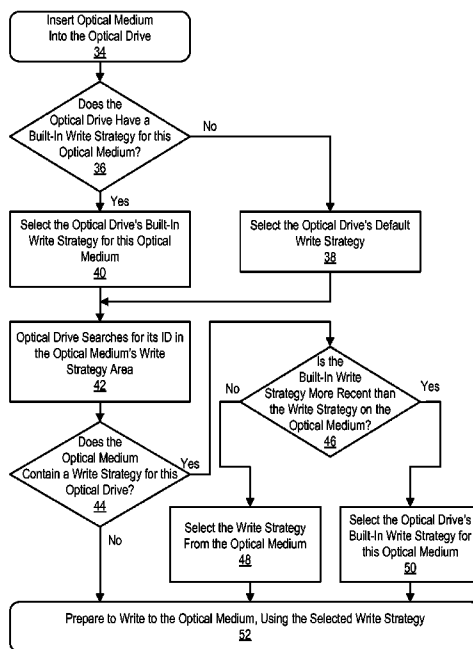 Insert Optical Medium
Into the Optical Drive
34
Does the
Optical Drive Have a
Built-In Write Strategy for this
Optical Medium?
36
No
Yes
Select the Optical Drive's Built-In
Write Strategy for this Optical
Medium
40
Select the Optical Drive's Default
Write Strategy
38
Optical Drive Searches for its ID in
the Optical Medium's Write
Strategy Area
42
Is the
Built-In Write
Strategy More Recent than
the Write Strategy on the
Optical Medium?
46
No
Yes
Does the
Optical Medium
Contain a Write Strategy for this
Optical Drive?
44
Yes
No
Select the Write Strategy
From the Optical Medium
48
Select the Optical Drive's
Built-In Write Strategy for
this Optical Medium
50
Prepare to Write to the Optical Medium, Using the Selected Write Strategy
52